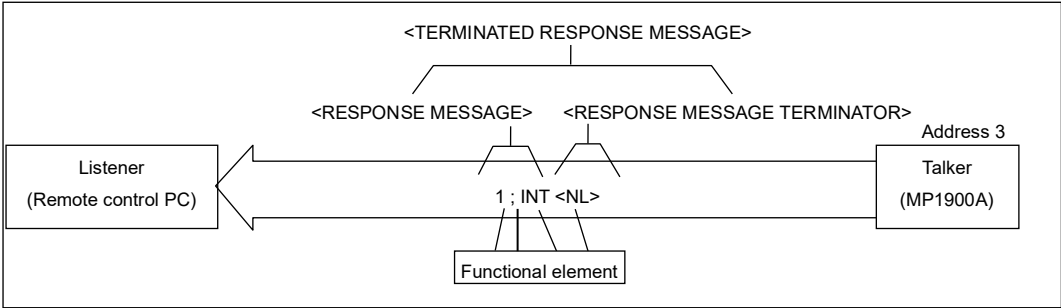 <TERMINATED RESPONSE MESSAGE>
<RESPONSE MESSAGE> <RESPONSE MESSAGE TERMINATOR>
Address 3
Listener
(Remote control PC)
1 ; INT <NL>
Talker
(MP1900A)
Functional element